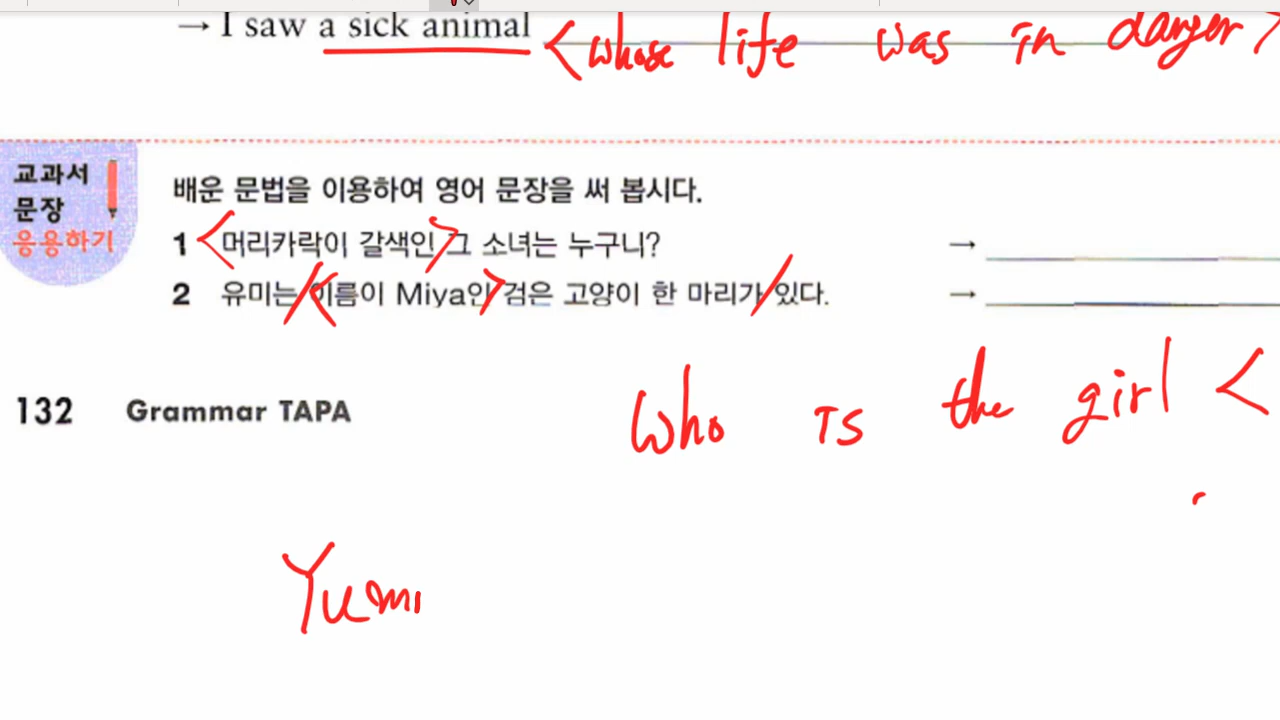 → I saw a sick animal <whose life was in danger>
교과서
문장
응용하기
배운 문법을 이용하여 영어 문장을 써 봅시다.
1 <머리카락이 갈색인> 그 소녀는 누구니? →
2 유미는 / <이름이 Miya인> 검은 고양이 한 마리가 / 있다. →
132 Grammar TAPA
Who is the girl <
Yumi